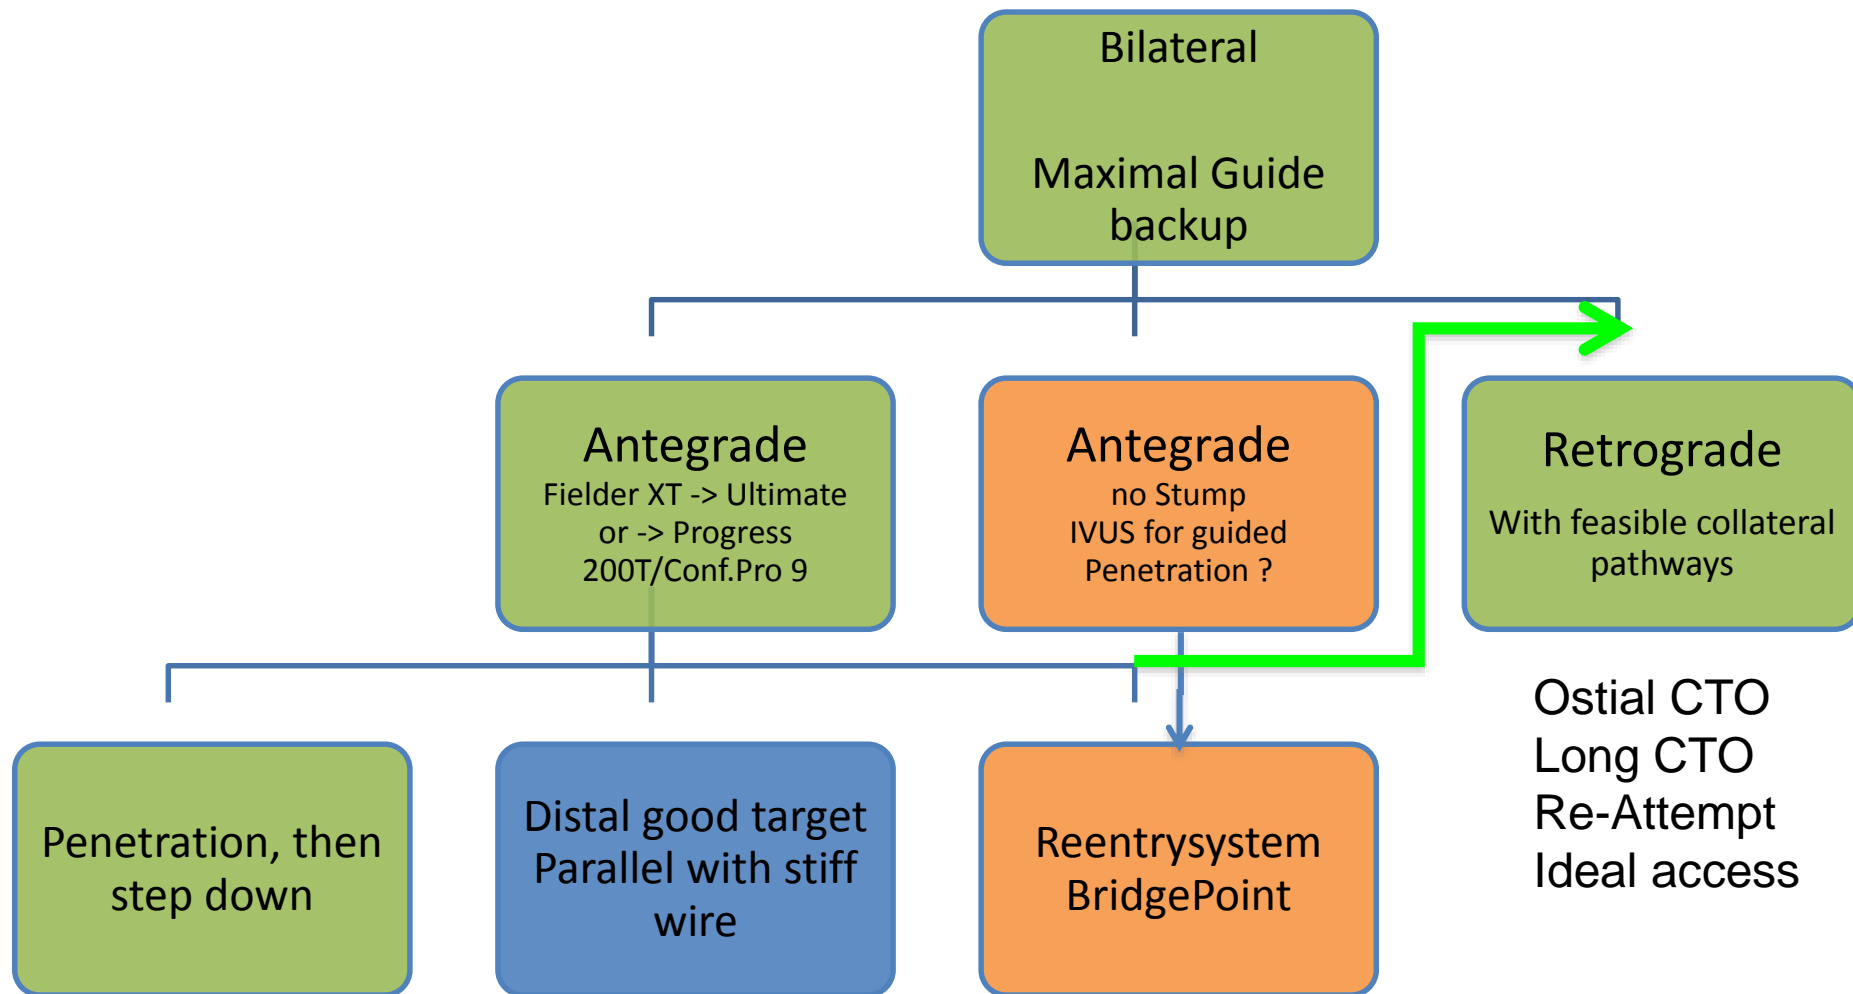 Bilateral
Maximal Guide
backup
Antegrade
Fielder XT -> Ultimate
or -> Progress
200T/Conf.Pro 9
Antegrade
no Stump
IVUS for guided
Penetration ?
Retrograde
With feasible collateral
pathways
Ostial CTO
Long CTO
Re-Attempt
Ideal access
Penetration, then
step down
Distal good target
Parallel with stiff
wire
Reentrysystem
BridgePoint